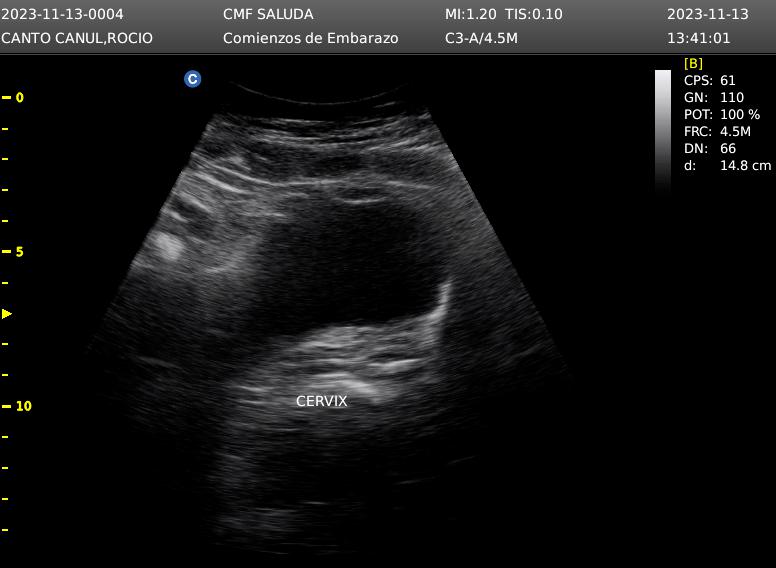 2023-11-13-0004 CMF SALUDA MI:1.20 TIS:0.10 2023-11-13
CANTO CANUL,ROCIO Comienzos de Embarazo C3-A/4.5M 13:41:01
C
[B]
CPS: 61
GN: 110
POT: 100 %
FRC: 4.5M
DN: 66
d: 14.8 cm
0
5
10
CERVIX